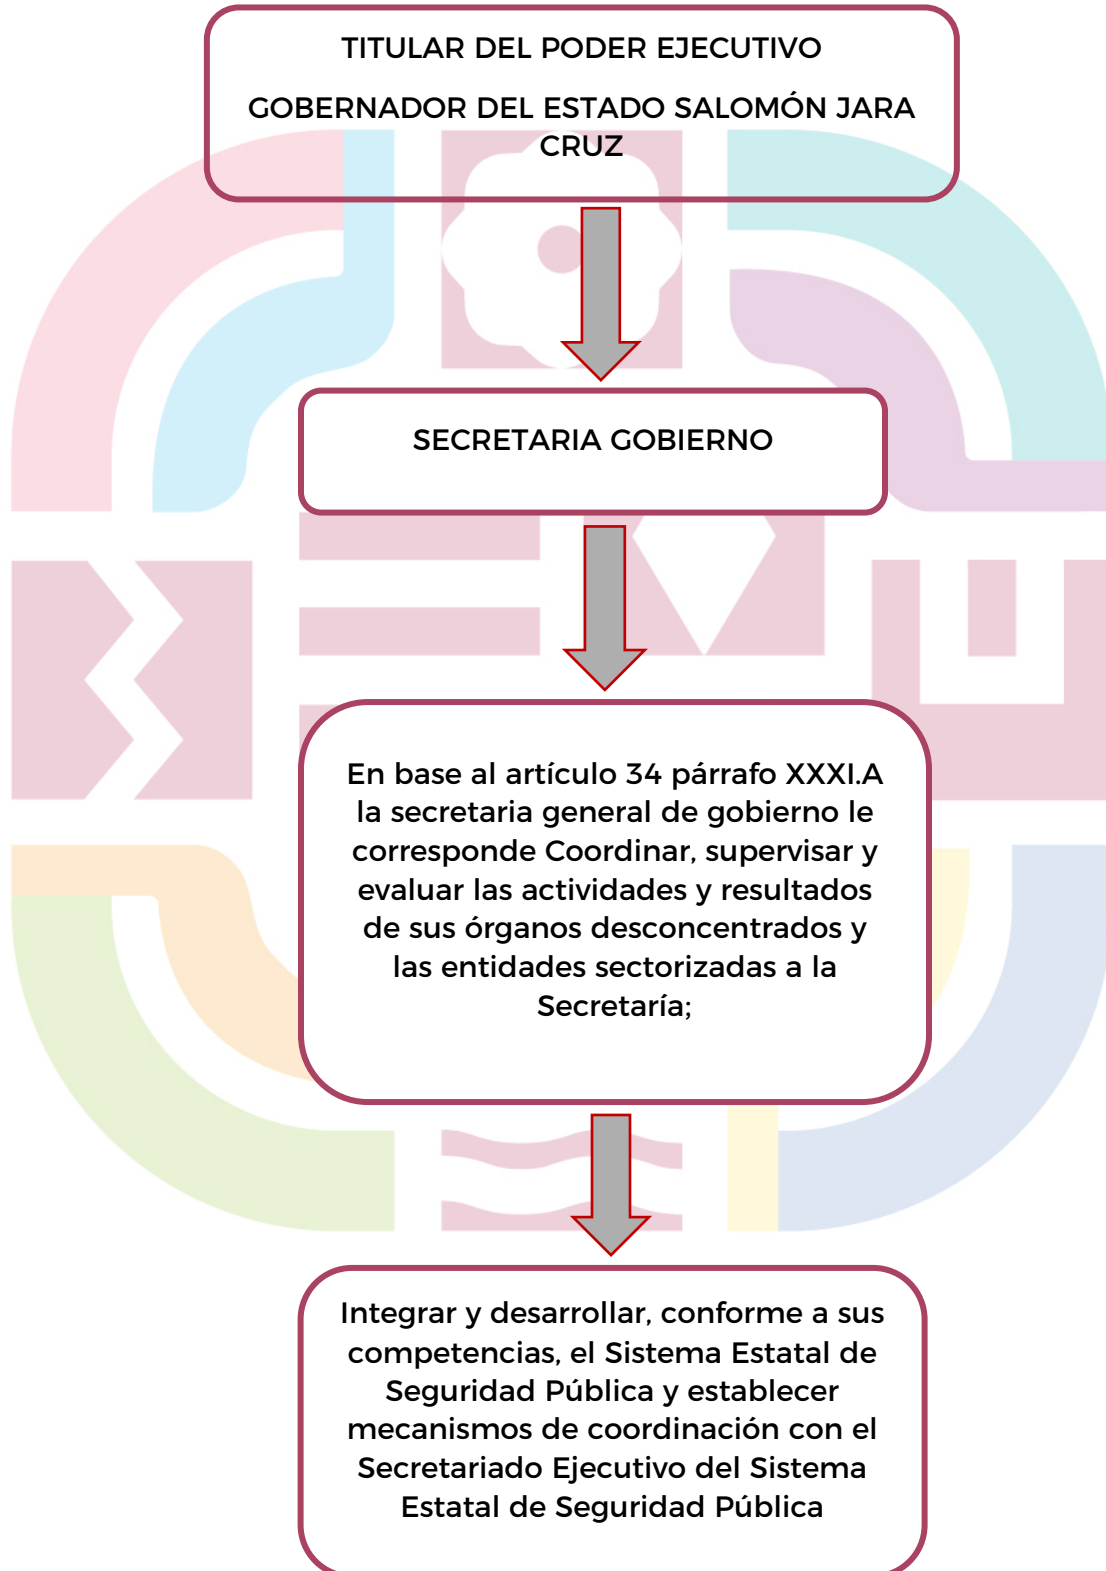 TITULAR DEL PODER EJECUTIVO
GOBERNADOR DEL ESTADO SALOMÓN JARA
CRUZ
SECRETARIA GOBIERNO
En base al artículo 34 párrafo XXXI.A
la secretaria general de gobierno le
corresponde Coordinar, supervisar y
evaluar las actividades y resultados
de sus órganos desconcentrados y
las entidades sectorizadas a la
Secretaría;
Integrar y desarrollar, conforme a sus
competencias, el Sistema Estatal de
Seguridad Pública y establecer
mecanismos de coordinación con el
Secretariado Ejecutivo del Sistema
Estatal de Seguridad Pública